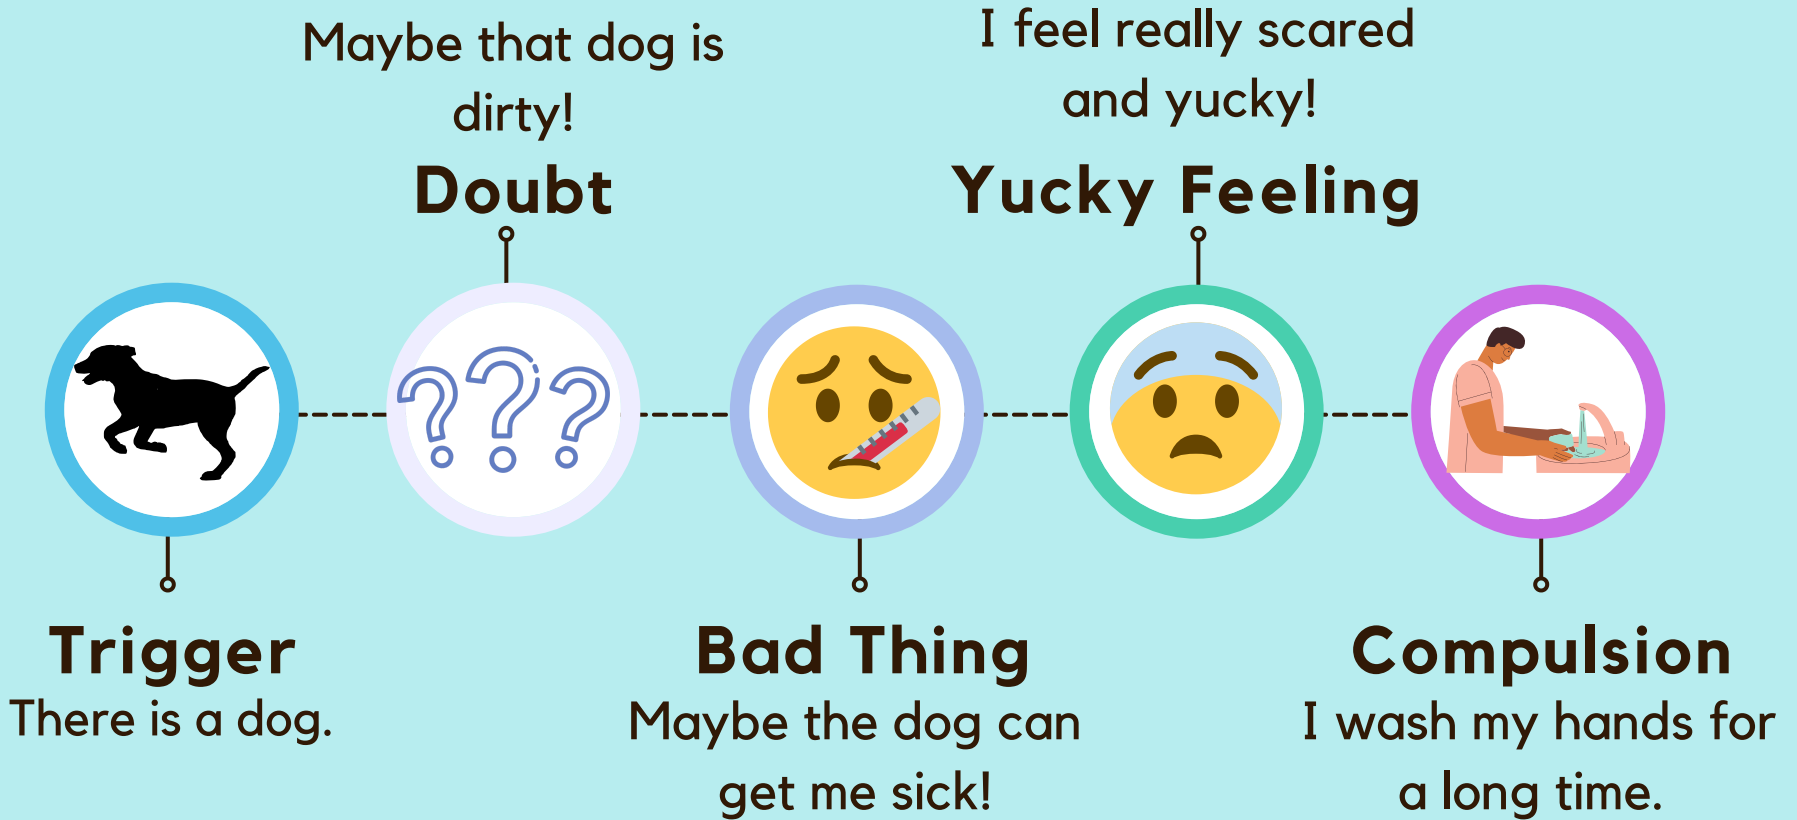 Maybe that dog is
dirty!
Doubt
I feel really scared
and yucky!
Yucky Feeling
Trigger
There is a dog.
Bad Thing
Maybe the dog can
get me sick!
Compulsion
I wash my hands for
a long time.